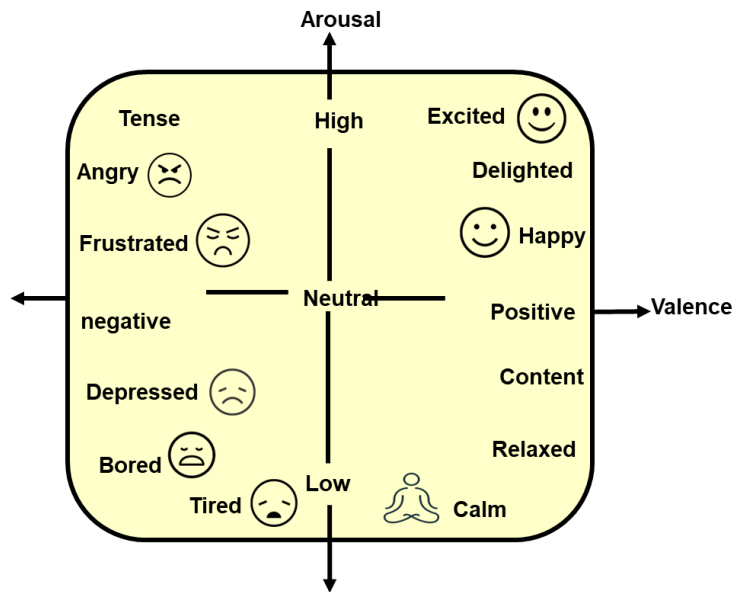 Arousal
Tense
High
Excited
Angry
Delighted
Frustrated
Happy
Neutral
negative
Positive
Valence
Depressed
Content
Bored
Relaxed
Low
Tired
Calm